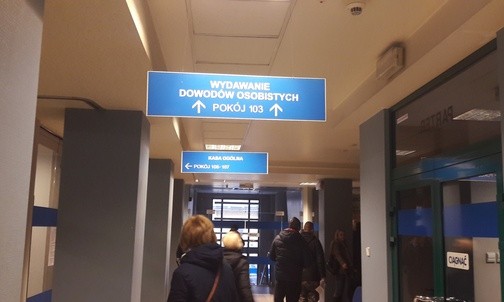 WYDAWANIE
DOWODÓW OSOBISTYCH
↑ POKÓJ 103 ↑
KASA OGÓLNA
← POKÓJ 105-107
CIĄGNĄĆ